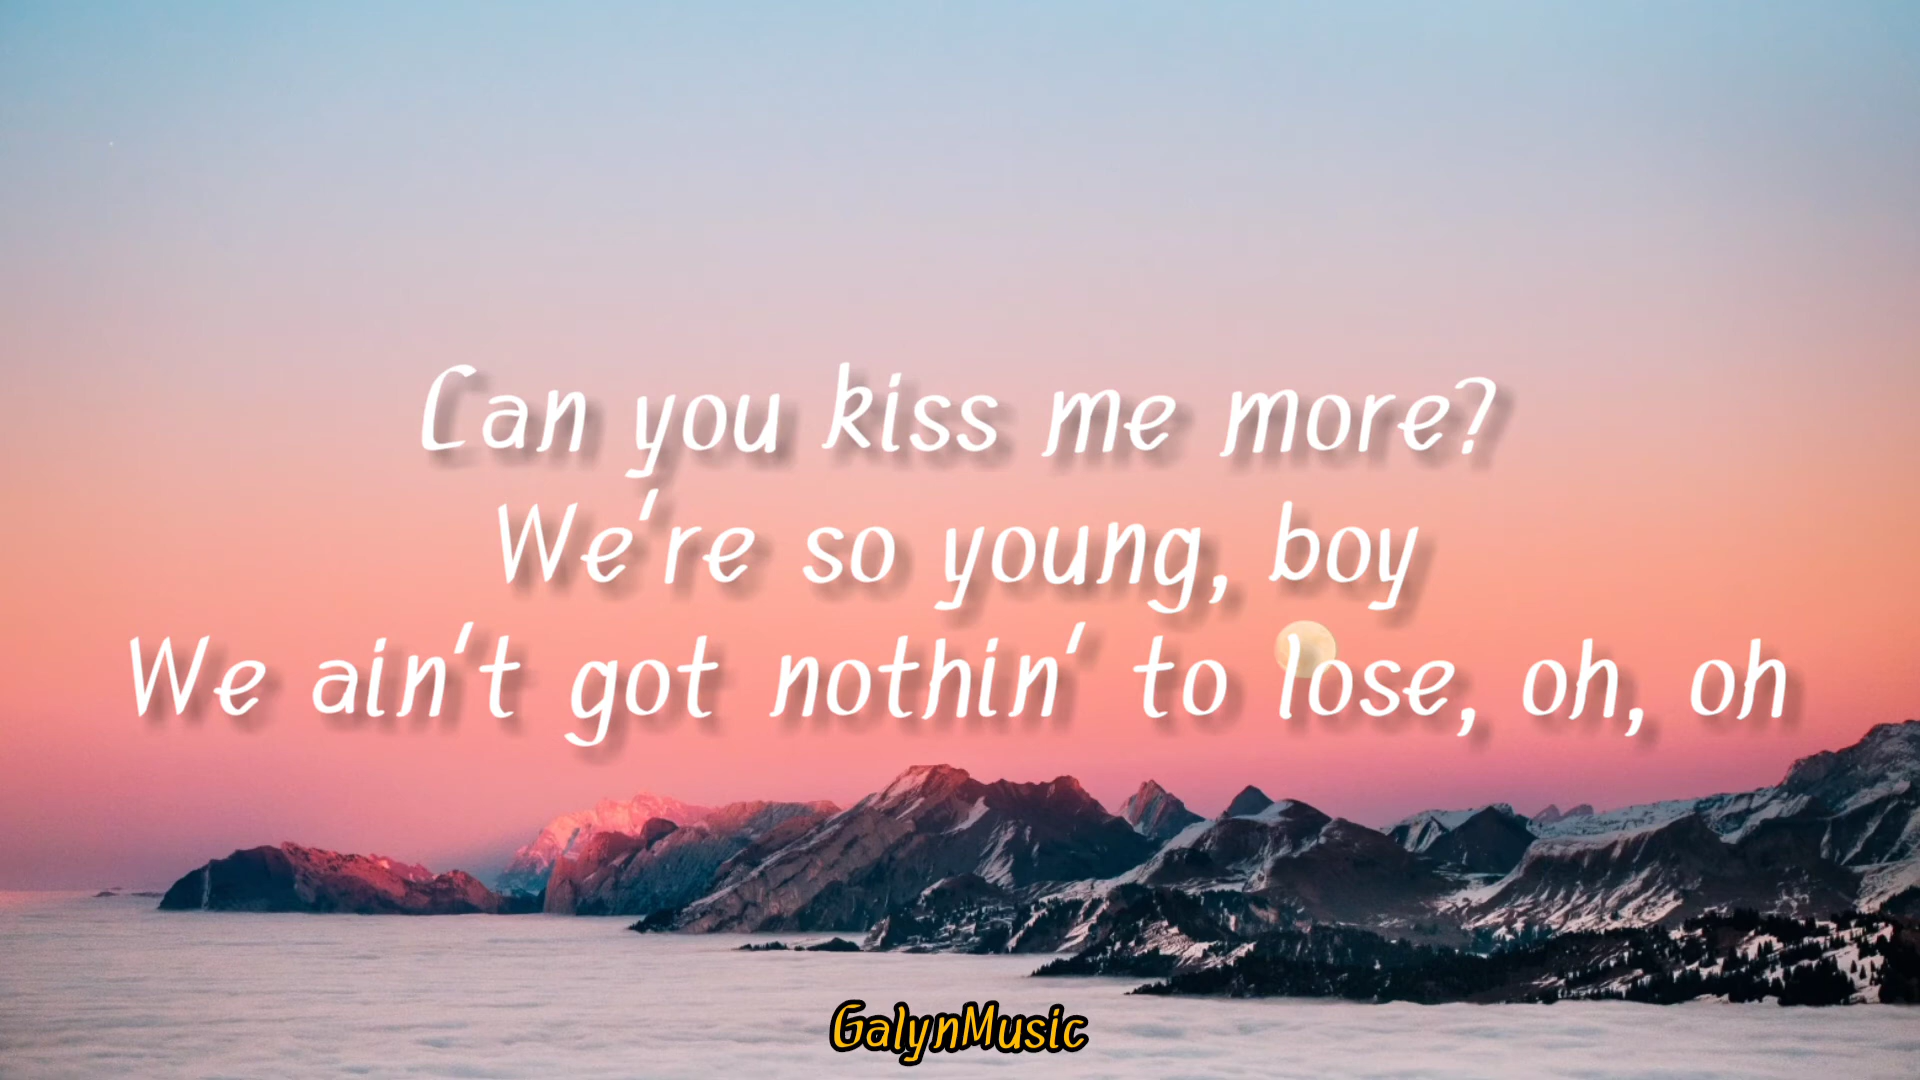 Can you kiss me more?
We're so young, boy
We ain't got nothin' to lose, oh, oh
GalynMusic